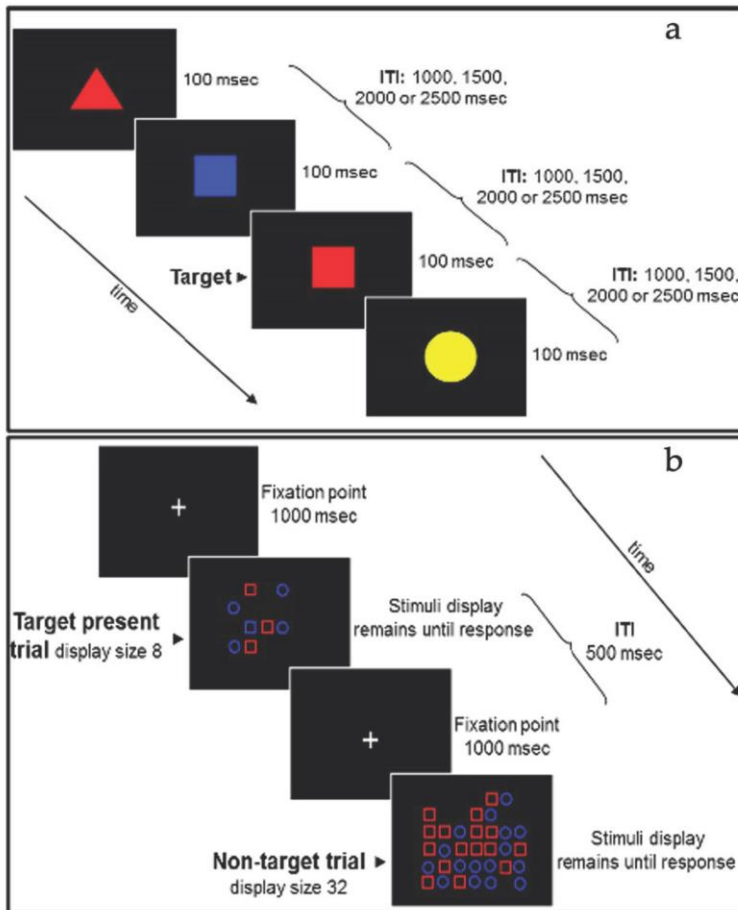 a
100 msec
ITI: 1000, 1500,
2000 or 2500 msec
100 msec
ITI: 1000, 1500,
2000 or 2500 msec
Target
100 msec
ITI: 1000, 1500,
2000 or 2500 msec
time
100 msec
b
Fixation point
1000 msec
time
Target present
trial display size 8
Stimuli display
remains until response
ITI
500 msec
Fixation point
1000 msec
Non-target trial
display size 32
Stimuli display
remains until response